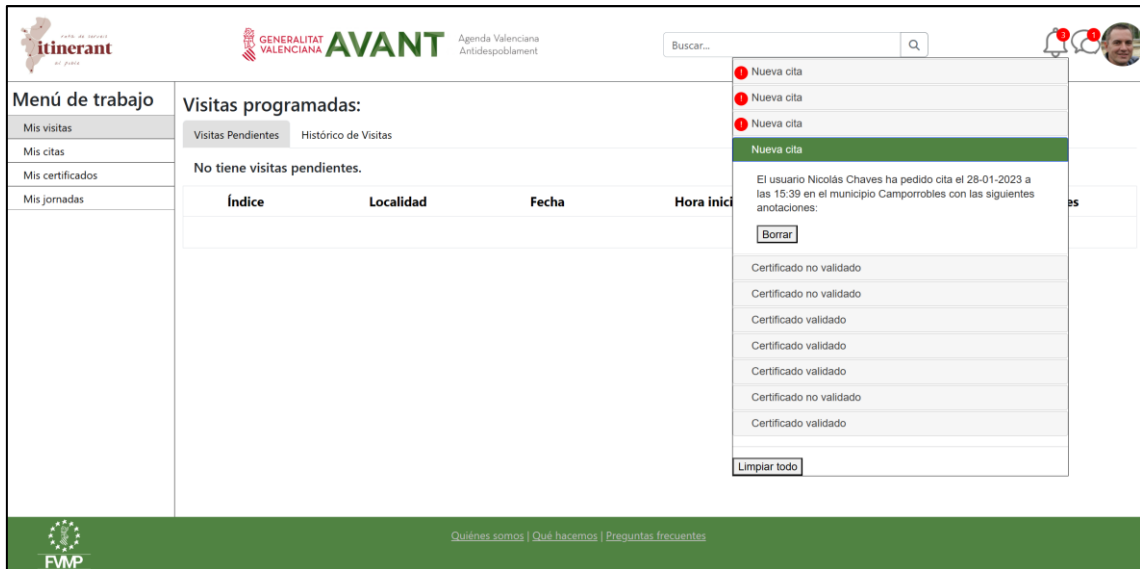 itinerant
GENERALITAT
VALENCIANA
AVANT
Agenda Valenciana
Antidespoblament
Buscar...
3
1
Menú de trabajo
Mis visitas
Mis citas
Mis certificados
Mis jornadas
Visitas programadas:
Visitas Pendientes
Histórico de Visitas
No tiene visitas pendientes.
Índice
Localidad
Fecha
Hora inici
es
! Nueva cita
! Nueva cita
! Nueva cita
Nueva cita
El usuario Nicolás Chaves ha pedido cita el 28-01-2023 a
las 15:39 en el municipio Camporrobles con las siguientes
anotaciones:
Borrar
Certificado no validado
Certificado no validado
Certificado validado
Certificado validado
Certificado validado
Certificado no validado
Certificado validado
Limpiar todo
FVMP
Quiénes somos | Qué hacemos | Preguntas frecuentes